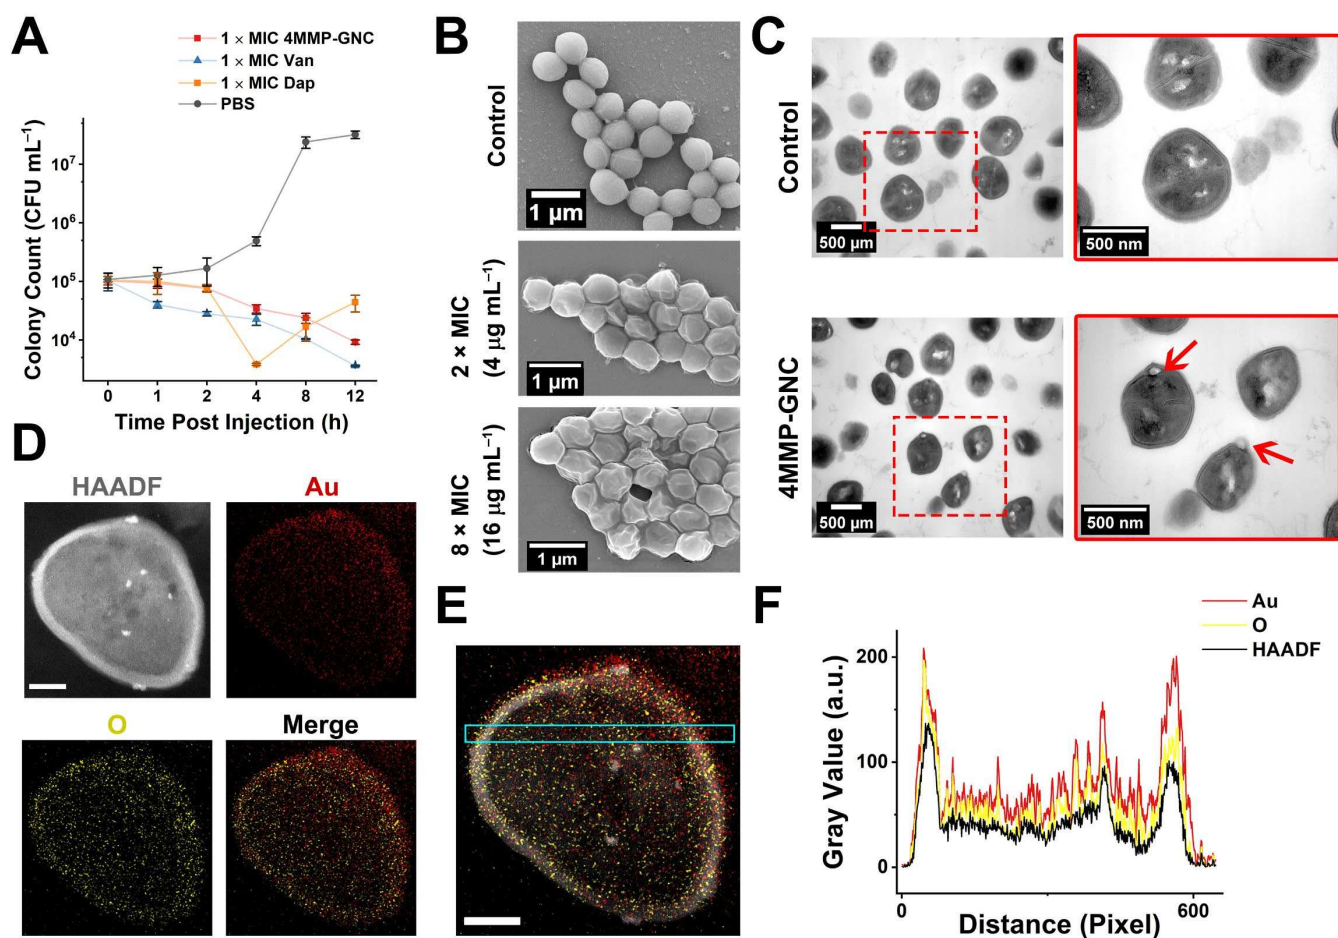 A
1 × MIC 4MMP-GNC
1 × MIC Van
1 × MIC Dap
PBS
Colony Count (CFU mL⁻¹)
10⁷
10⁶
10⁵
10⁴
0 1 2 4 8 12
Time Post Injection (h)
B
Control
1 μm
2 × MIC
(4 μg mL⁻¹)
1 μm
8 × MIC
(16 μg mL⁻¹)
1 μm
C
Control
500 μm
500 nm
4MMP-GNC
500 μm
500 nm
D
HAADF
Au
O
Merge
E
F
Au
O
HAADF
Gray Value (a.u.)
200
100
0
0 600
Distance (Pixel)